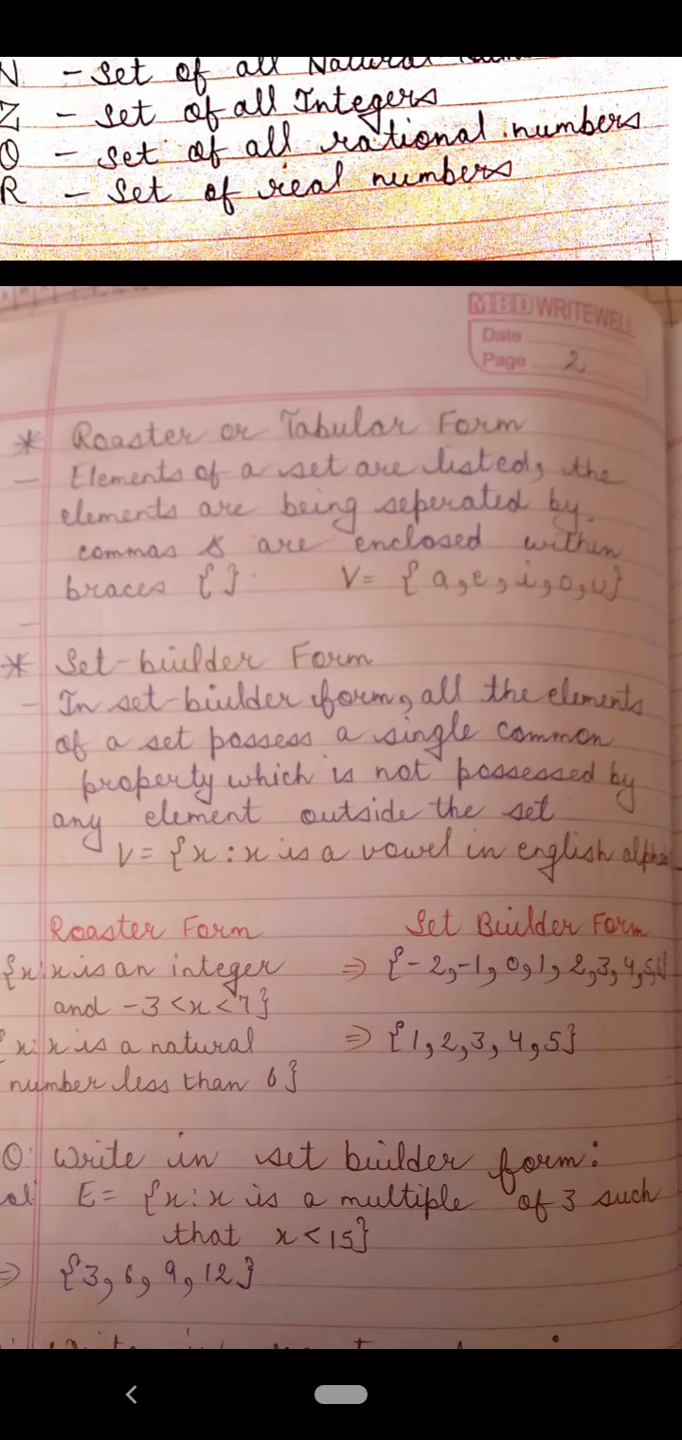 N - Set of all Natural
Z - Set of all Integers
Q - Set of all rational numbers
R - Set of real numbers
MBD WRITEWELL
Date
Page 2
* Roaster or Tabular Form
- Elements of a set are listed, the
elements are being seperated by
commas & are enclosed within
braces { }. V = {a, e, i, o, u}
-
* Set-builder Form
- In set-builder form, all the elements
of a set possess a single common
property which is not possessed by
any element outside the set
V = {x : x is a vowel in english alpha
Roaster Form Set Builder Form
{x:x is an integer ⇒ {-2, -1, 0, 1, 2, 3, 4, 5,
and -3 < x < 7}
{x:x is a natural ⇒ {1, 2, 3, 4, 5}
number less than 6}
Q: Write in set builder form:
ol: E = {x:x is a multiple of 3 such
that x < 15}
⇒ {3, 6, 9, 12}